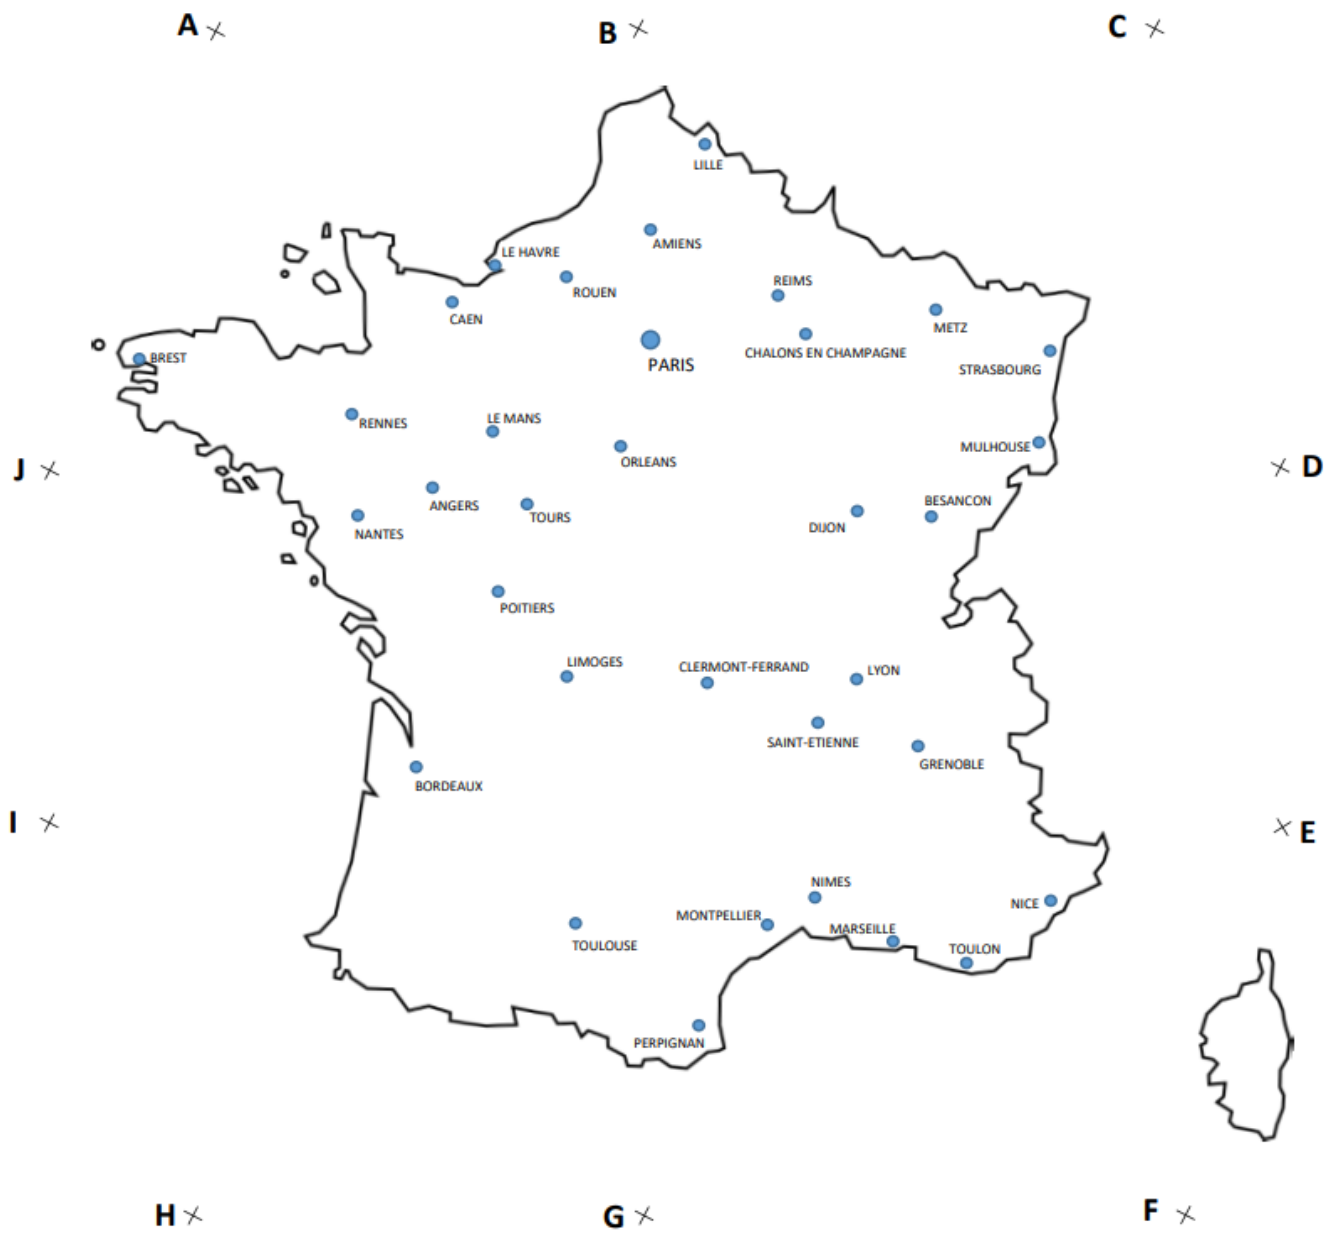 A
B
C
LILLE
AMIENS
LE HAVRE
ROUEN
REIMS
CAEN
METZ
CHALONS EN CHAMPAGNE
BREST
PARIS
STRASBOURG
RENNES
LE MANS
MULHOUSE
ORLEANS
J
D
ANGERS
BESANCON
TOURS
DIJON
NANTES
POITIERS
LIMOGES
CLERMONT-FERRAND
LYON
SAINT-ETIENNE
GRENOBLE
BORDEAUX
I
E
NIMES
NICE
MONTPELLIER
MARSEILLE
TOULOUSE
TOULON
PERPIGNAN
H
G
F